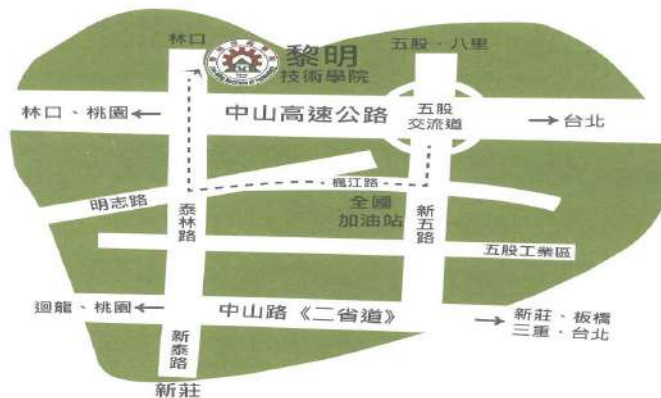 林口
黎明
技術學院
五股、八里
林口、桃園
中山高速公路
五股
交流道
台北
明志路
楓江路
泰林路
全國
加油站
新五路
五股工業區
迴龍、桃園
中山路《二省道》
新莊、板橋
三重、台北
新泰路
新莊